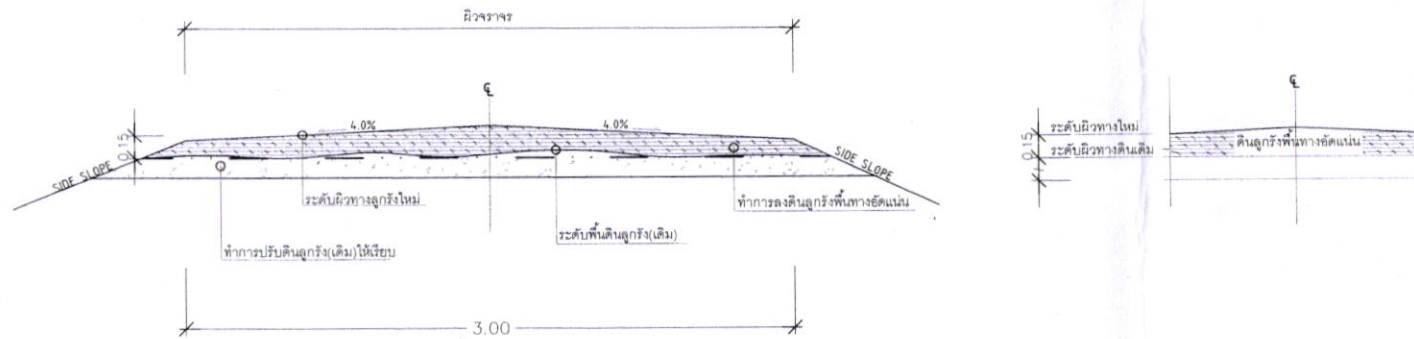 ผิวจราจร
℄
4.0%
4.0%
0.15
SIDE SLOPE
SIDE SLOPE
ระดับผิวทางลูกรังใหม่
ทำการลงดินลูกรังพื้นทางอัดแน่น
ระดับพื้นดินลูกรัง(เดิม)
ทำการปรับดินลูกรัง(เดิม)ให้เรียบ
3.00
℄
ระดับผิวทางใหม่
0.15
ระดับผิวทางดินเดิม
ดินลูกรังพื้นทางอัดแน่น